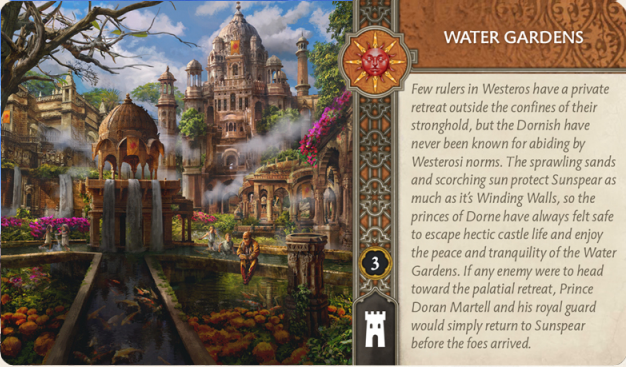 WATER GARDENS
Few rulers in Westeros have a private
retreat outside the confines of their
stronghold, but the Dornish have
never been known for abiding by
Westerosi norms. The sprawling sands
and scorching sun protect Sunspear as
much as it's Winding Walls, so the
princes of Dorne have always felt safe
to escape hectic castle life and enjoy
the peace and tranquility of the Water
Gardens. If any enemy were to head
toward the palatial retreat, Prince
Doran Martell and his royal guard
would simply return to Sunspear
before the foes arrived.
3